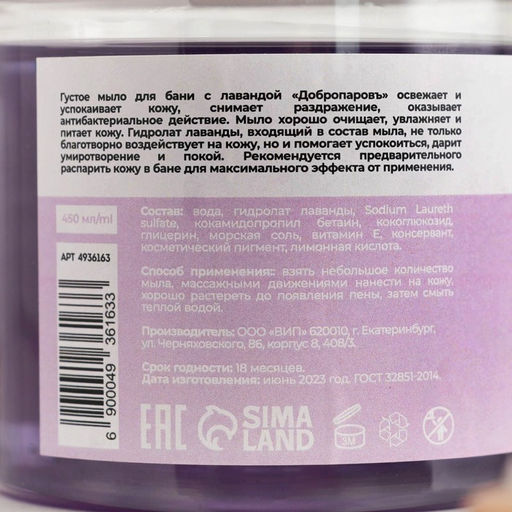 Густое мыло для бани с лавандой «Добропаровъ» освежает и
успокаивает кожу, снимает раздражение, оказывает
антибактериальное действие. Мыло хорошо очищает, увлажняет и
питает кожу. Гидролат лаванды, входящий в состав мыла, не только
благотворно воздействует на кожу, но и помогает успокоиться, дарит
умиротворение и покой. Рекомендуется предварительного
распарить кожу в бане для максимального эффекта от применения.
450 мл/ml
АРТ 4936163
6 900049 361633
Состав: вода, гидролат лаванды, Sodium Laureth
sulfate, кокамидопропил бетаин, кокоглюкозид,
глицерин, морская соль, витамин Е, консервант,
косметический пигмент, лимонная кислота.
Способ применения:: взять небольшое количество
мыла, массажными движениями нанести на кожу,
хорошо растереть до появления пены, затем смыть
теплой водой.
Производитель: ООО «ВИП» 620010, г. Екатеринбург,
ул. Черняховского, 86, корпус 8, 408/3.
Срок годности: 18 месяцев.
Дата изготовления: июнь 2023 год. ГОСТ 32851-2014.
EAC
SIMA
LAND